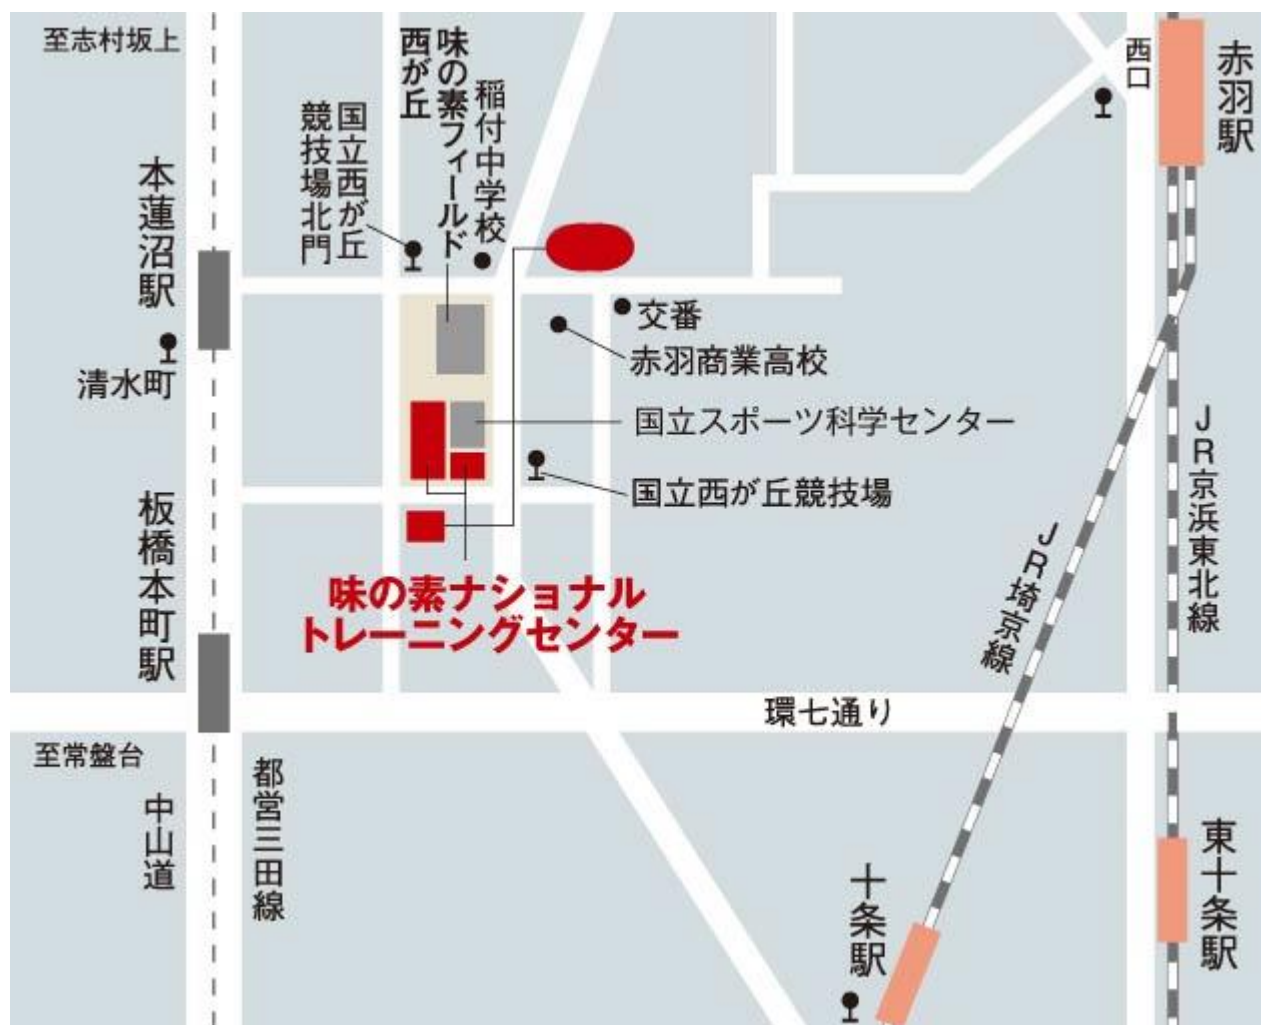 至志村坂上
味の素フィールド
西が丘
稲付中学校
国立西が丘
競技場北門
西口
赤羽駅
本蓮沼駅
清水町
交番
赤羽商業高校
国立スポーツ科学センター
国立西が丘競技場
JR京浜東北線
JR埼京線
板橋本町駅
味の素ナショナル
トレーニングセンター
環七通り
至常盤台
中山道
都営三田線
十条駅
東十条駅